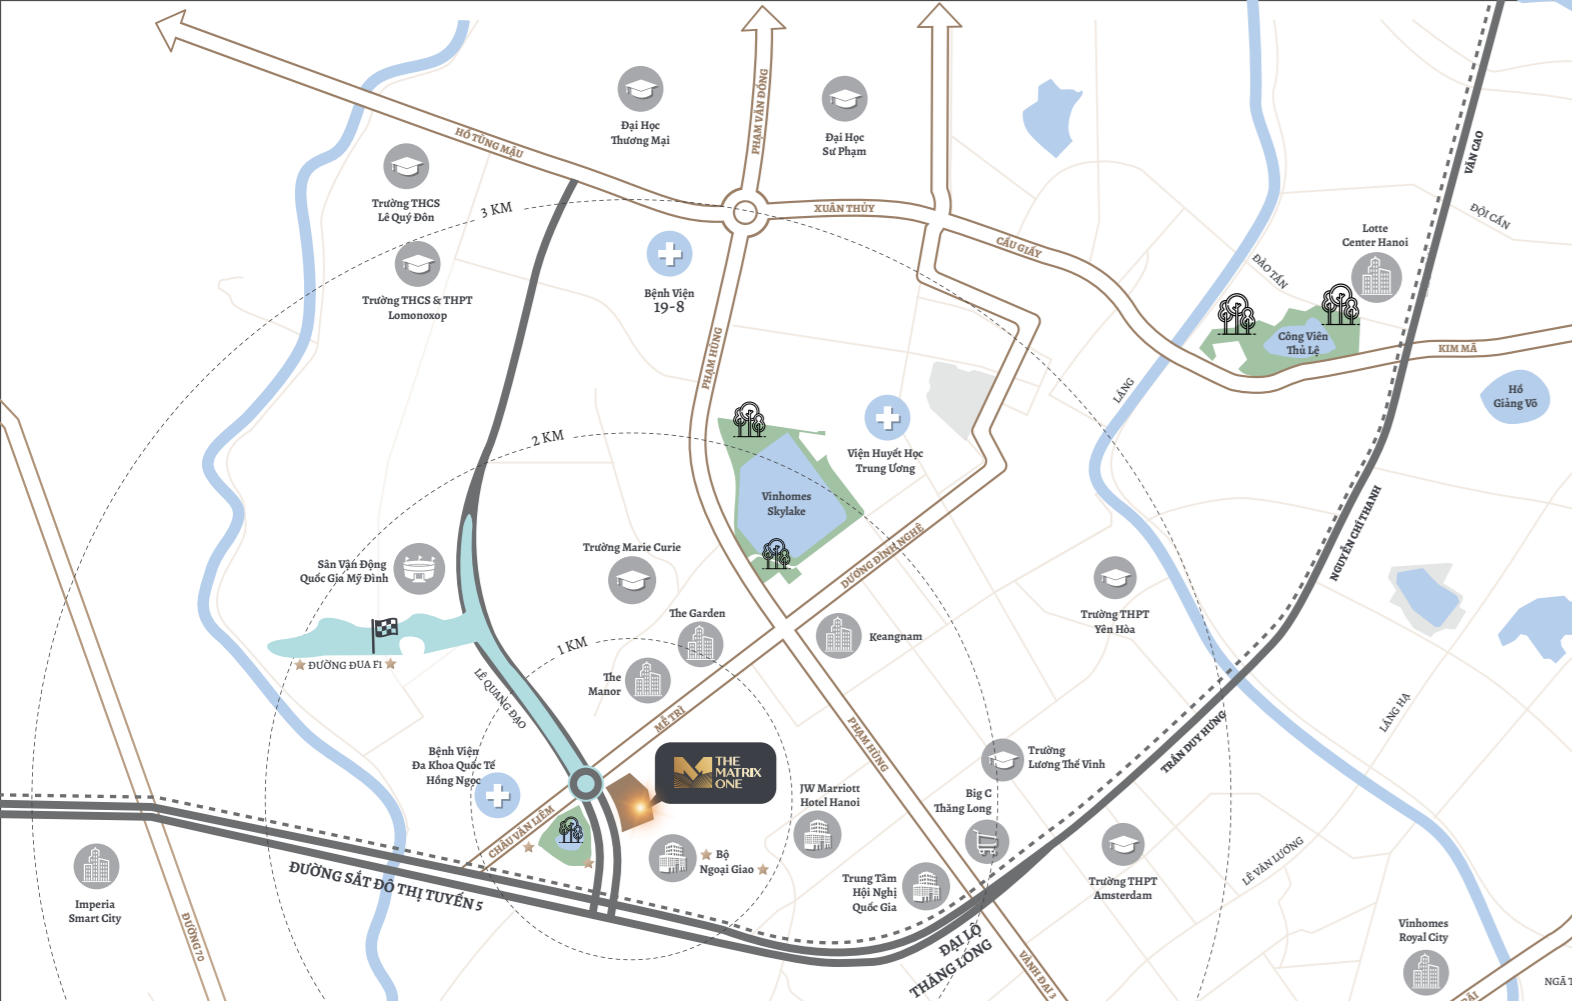 Đại Học
Thương Mại
PHẠM VĂN ĐỒNG
Đại Học
Sư Phạm
HỒ TÙNG MẬU
VĂN CAO
Trường THCS
Lê Quý Đôn
3 KM
XUÂN THỦY
ĐỘI CẤN
CẦU GIẤY
Lotte
Center Hanoi
ĐÀO TẤN
Trường THCS & THPT
Lomonoxop
Bệnh Viện
19-8
PHẠM HÙNG
Công Viên
Thủ Lệ
KIM MÃ
LÁNG
Hồ
Giảng Võ
2 KM
Viện Huyết Học
Trung Ương
Vinhomes
Skylake
NGUYỄN CHÍ THANH
DƯƠNG ĐÌNH NGHỆ
Sân Vận Động
Quốc Gia Mỹ Đình
Trường Marie Curie
The Garden
Trường THPT
Yên Hòa
Keangnam
1 KM
ĐƯỜNG ĐUA F1
The
Manor
LÊ QUANG ĐẠO
MỄ TRÌ
PHẠM HÙNG
LÁNG HẠ
TRẦN DUY HƯNG
Bệnh Viện
Đa Khoa Quốc Tế
Hồng Ngọc
THE
MATRIX
ONE
Trường
Lương Thế Vinh
JW Marriott
Hotel Hanoi
Big C
Thăng Long
CHÂU VĂN LIÊM
Bộ
Ngoại Giao
LÊ VĂN LƯƠNG
Trung Tâm
Hội Nghị
Quốc Gia
Trường THPT
Amsterdam
ĐƯỜNG SẮT ĐÔ THỊ TUYẾN 5
Imperia
Smart City
ĐƯỜNG 70
ĐẠI LỘ
THĂNG LONG
VÀNH ĐAI 3
Vinhomes
Royal City
NGÃ T